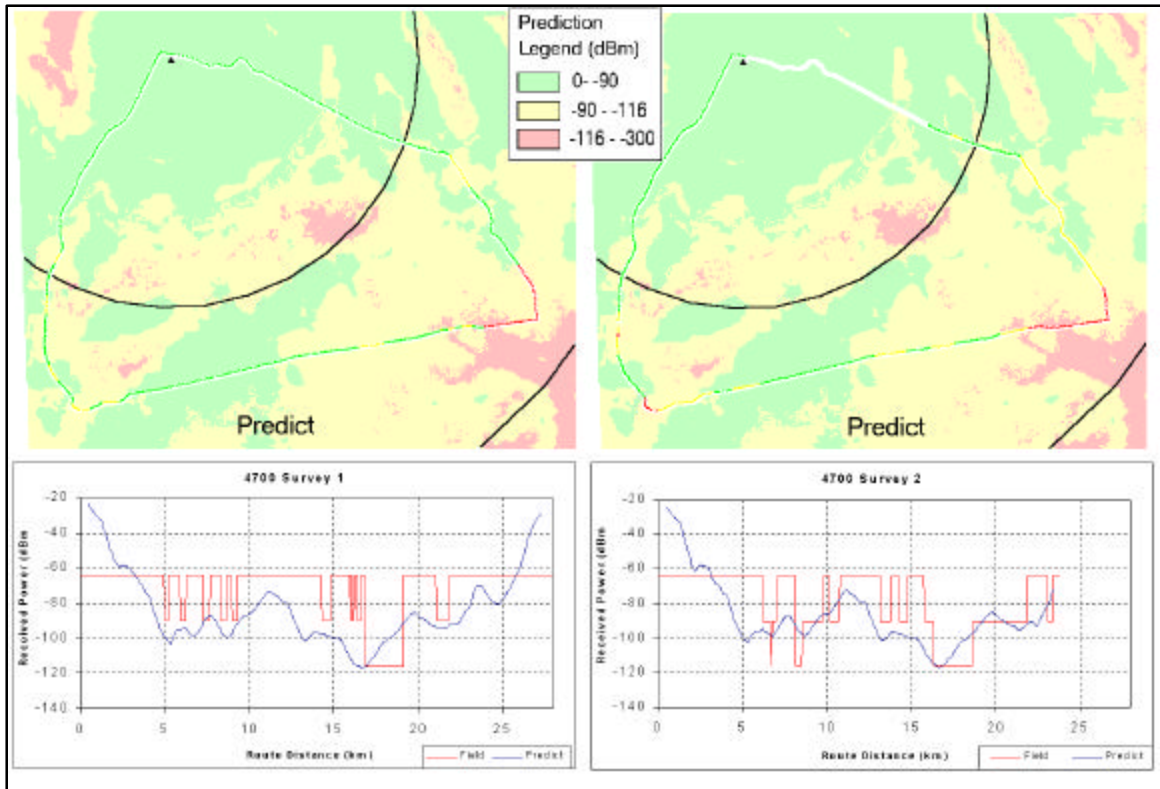 Prediction
Legend (dBm)
0- -90
-90 - -116
-116 - -300
Predict
Predict
4700 Survey 1
Received Power (dBm
-20
-40
-60
-80
-100
-120
-140
0
5
10
15
20
25
Route Distance (km)
Field
Predict
4700 Survey 2
Received Power (dBm
-20
-40
-60
-80
-100
-120
-140
0
5
10
15
20
25
Route Distance (km)
Field
Predict